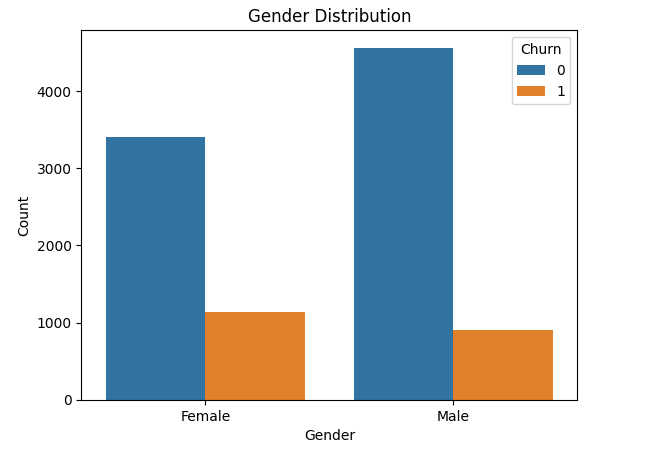 Gender Distribution
Churn
0
1
4000
3000
2000
1000
0
Count
Female
Male
Gender